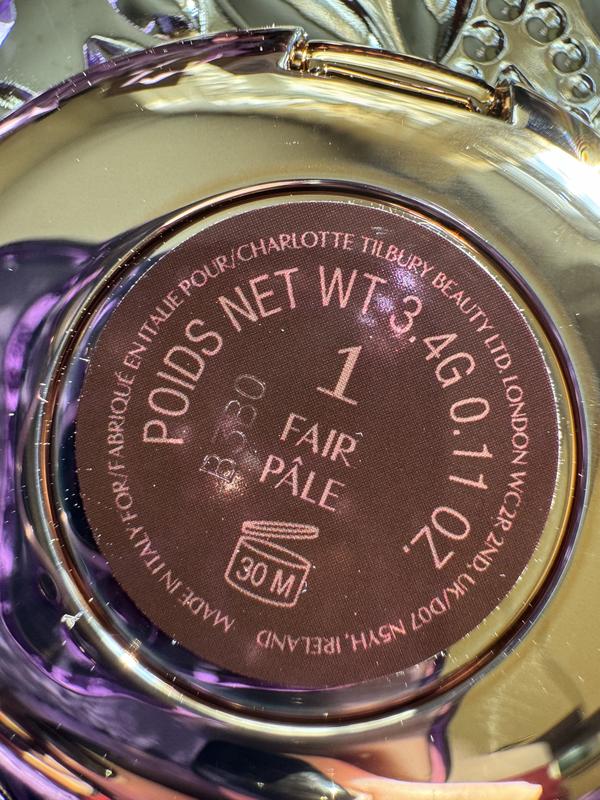 MADE IN ITALY FOR/FABRIQUÉ EN ITALIE POUR/CHARLOTTE TILBURY BEAUTY LTD. LONDON WC2R 2ND, UK/D07 N5YH, IRELAND
POIDS NET WT 3.4G 0.11 OZ.
1
FAIR
PÂLE
30 M